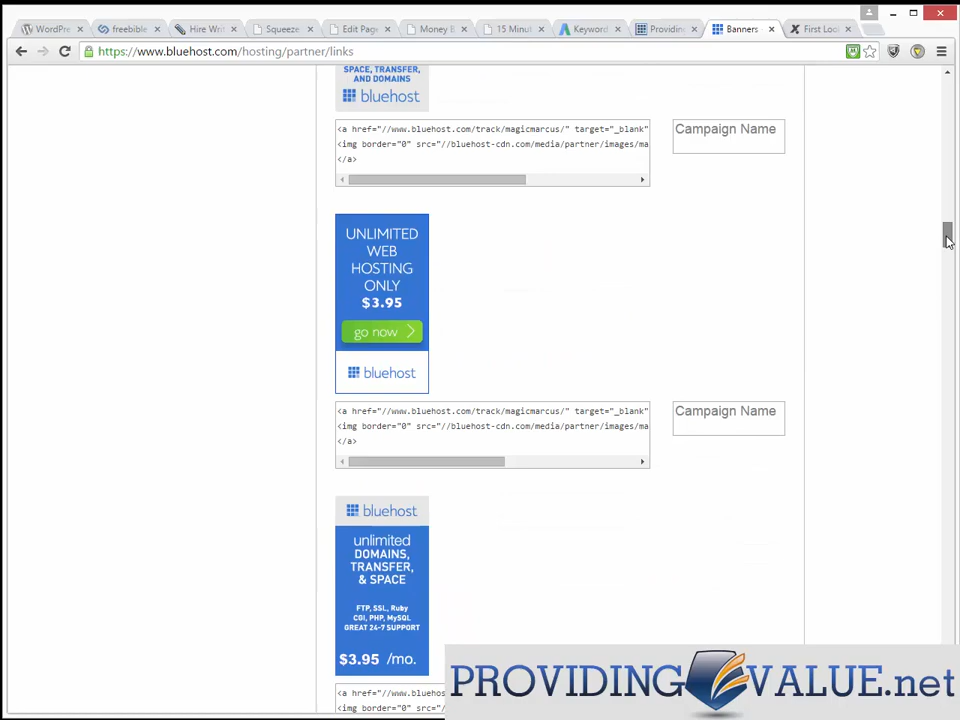 WordPre
freebible
Hire Wri
Squeeze
Edit Page
Money B
15 Minut
Keyword
Providin
Banners
First Loo
https://www.bluehost.com/hosting/partner/links
SPACE, TRANSFER,
AND DOMAINS
bluehost
<a href="//www.bluehost.com/track/magicmarcus/" target="_blank"
<img border="0" src="//bluehost-cdn.com/media/partner/images/ma
</a>
Campaign Name
UNLIMITED
WEB
HOSTING
ONLY
$3.95
go now
bluehost
<a href="//www.bluehost.com/track/magicmarcus/" target="_blank"
<img border="0" src="//bluehost-cdn.com/media/partner/images/ma
</a>
Campaign Name
bluehost
unlimited
DOMAINS,
TRANSFER,
& SPACE
FTP, SSL, Ruby
CGI, PHP, MySQL
GREAT 24-7 SUPPORT
$3.95 /mo.
<a href="//www.bluehost
<img border="0" src="//
PROVIDING VALUE.net